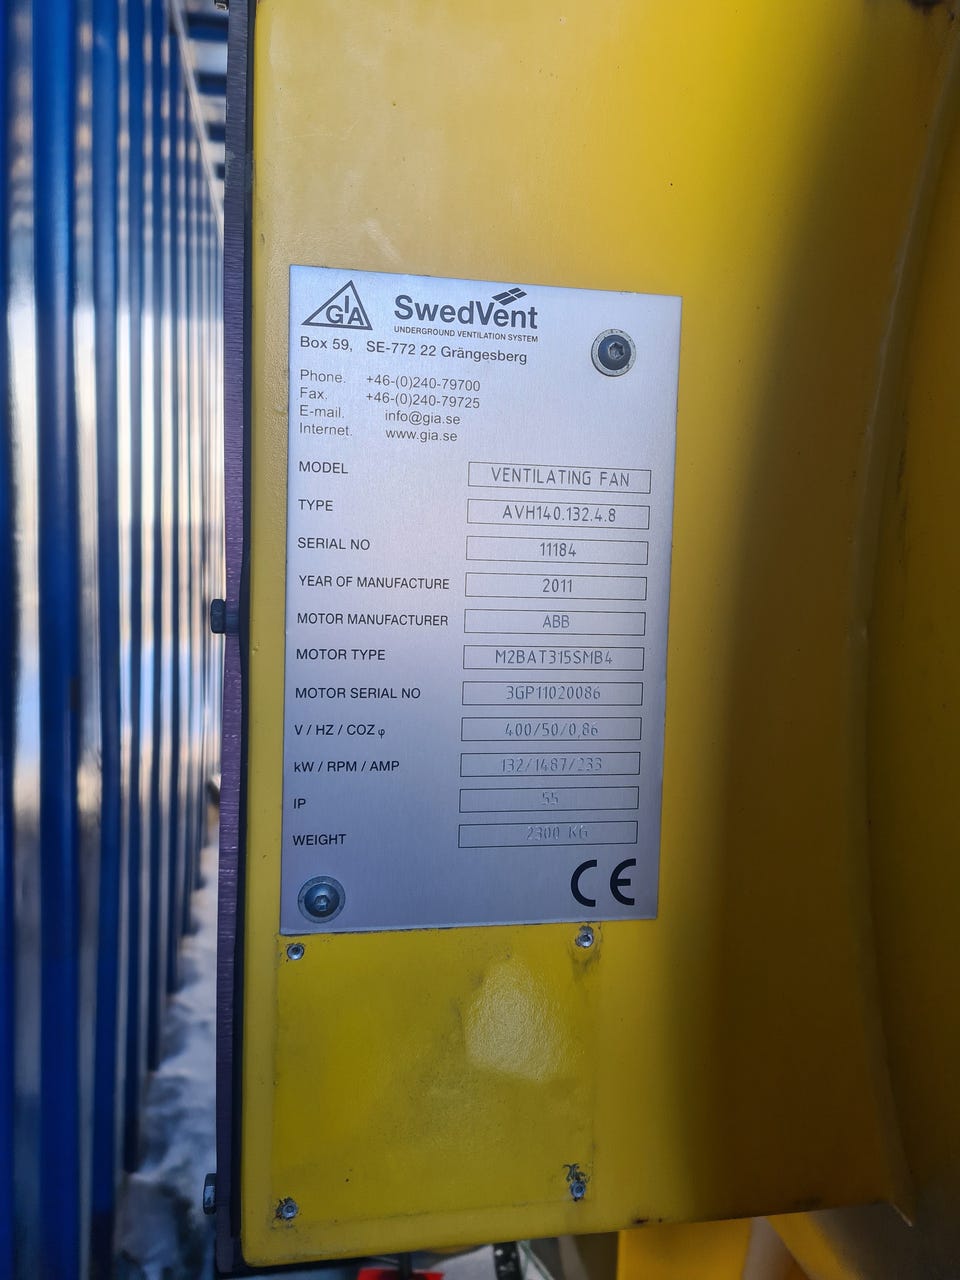 GIA
SwedVent
UNDERGROUND VENTILATION SYSTEM
Box 59, SE-772 22 Grängesberg
Phone. +46-(0)240-79700
Fax. +46-(0)240-79725
E-mail. info@gia.se
Internet. www.gia.se
MODEL VENTILATING FAN
TYPE AVH140.132.4.8
SERIAL NO 11184
YEAR OF MANUFACTURE 2011
MOTOR MANUFACTURER ABB
MOTOR TYPE M2BAT315SMB4
MOTOR SERIAL NO 3GP11020086
V / HZ / COZ φ 400/50/0,86
kW / RPM / AMP 132/1487/233
IP 55
WEIGHT 2300 KG
CE